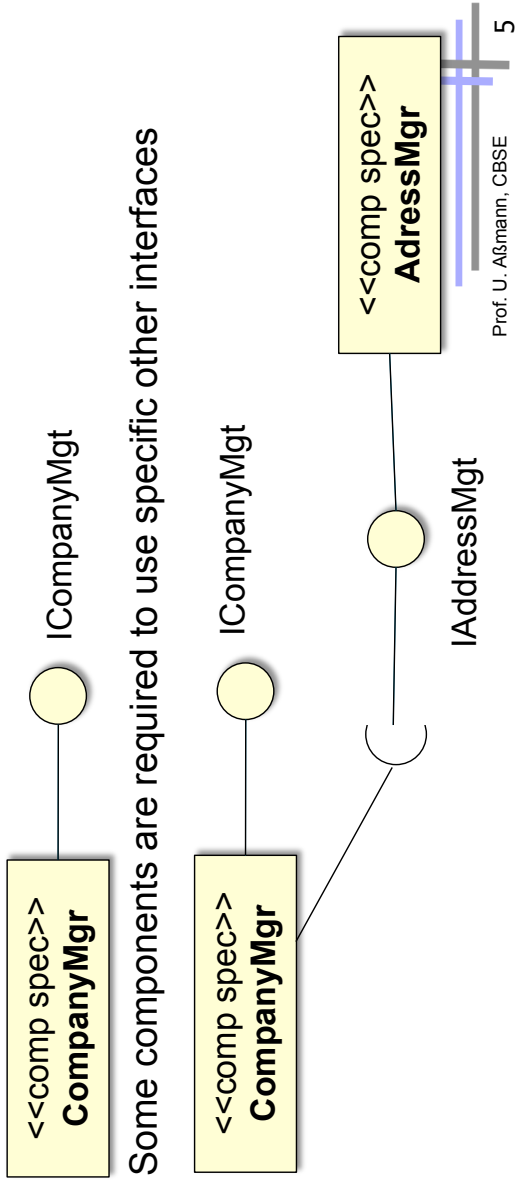 <<comp spec>>
CompanyMgr
ICompanyMgt
Some components are required to use specific other interfaces
<<comp spec>>
CompanyMgr
ICompanyMgt
IAddressMgt
<<comp spec>>
AdressMgr
Prof. U. Aßmann, CBSE
5